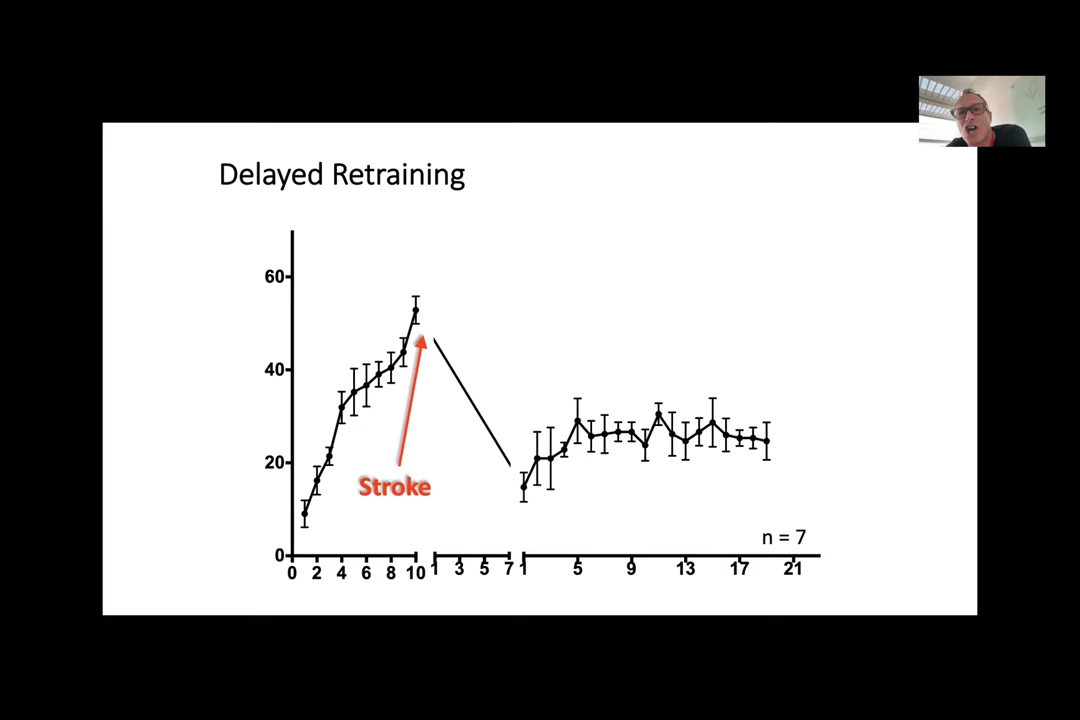 Delayed Retraining
60
40
20
0
Stroke
n = 7
0 2 4 6 8 10 1 3 5 7 1 5 9 13 17 21